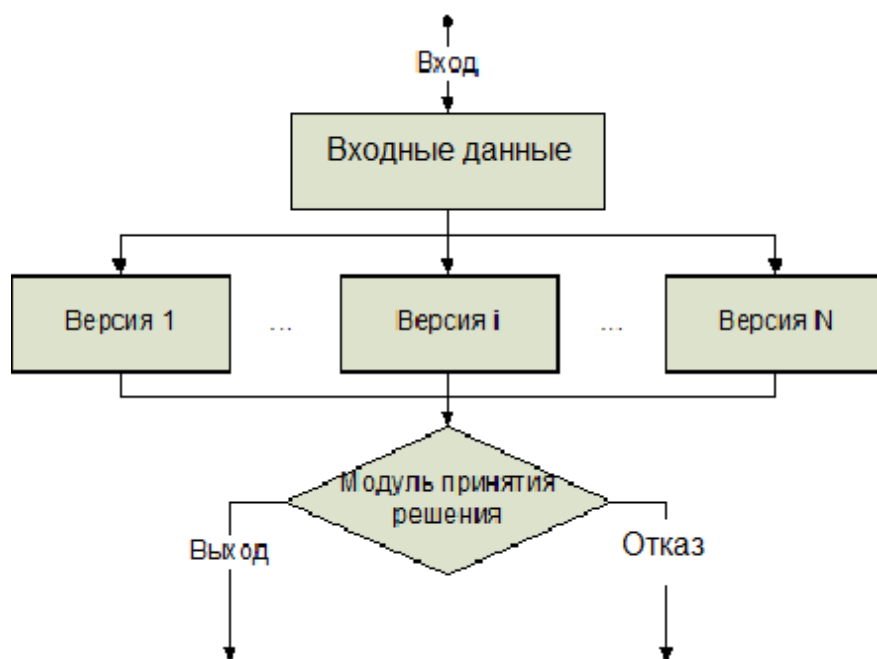 Вход
Входные данные
Версия 1
...
Версия i
...
Версия N
Модуль принятия
решения
Выход
Отказ